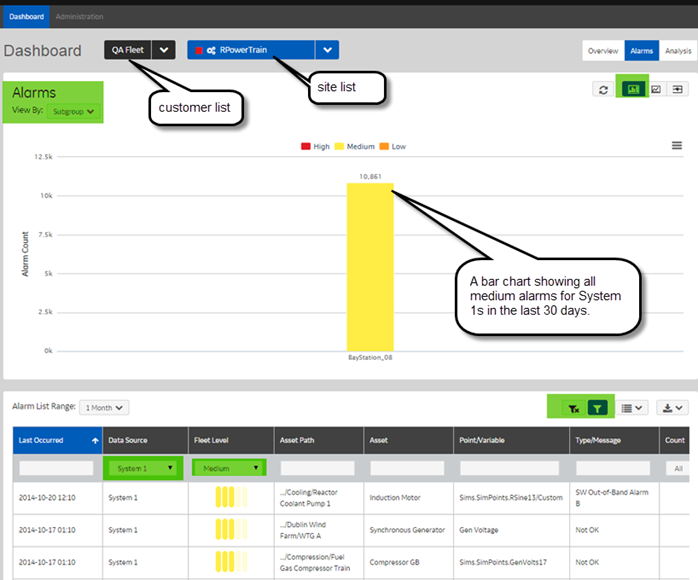 Dashboard Administration
Dashboard QA Fleet RPowerTrain Overview Alarms Analysis
site list
customer list
Alarms
View By: Subgroup
High Medium Low
12.5k
10,861
10k
7.5k
Alarm Count
A bar chart showing all
medium alarms for System
1s in the last 30 days.
5k
2.5k
0k
BayStation_08
Alarm List Range: 1 Month
Last Occurred Data Source Fleet Level Asset Path Asset Point/Variable Type/Message Count
System 1 Medium All
2014-10-20 12:10 System 1 .../Cooling/Reactor Coolant Pump 1 Induction Motor Sims.SimPoints.RSine13/Custom SW Out-of-Band Alarm B
2014-10-17 01:10 System 1 .../Dublin Wind Farm/WTG A Synchronous Generator Gen Voltage Not OK
2014-10-17 01:10 System 1 .../Compression/Fuel Gas Compressor Train Compressor GB Sims.SimPoints.GenVolts17 Not OK